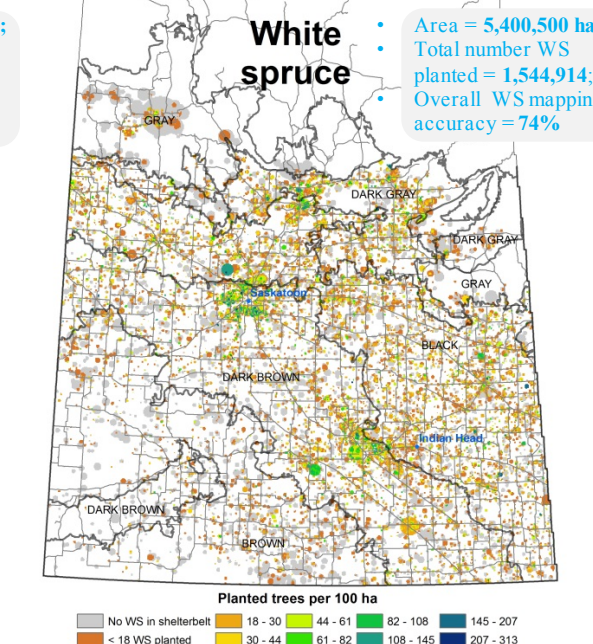 ;
White
spruce
• Area = 5,400,500 ha
• Total number WS
planted = 1,544,914;
• Overall WS mappin
accuracy = 74%
GRAY
DARK GRAY
DARK GRAY
GRAY
Saskatoon
BLACK
DARK BROWN
Indian Head
DARK BROWN
BROWN
Planted trees per 100 ha
No WS in shelterbelt 18 - 30 44 - 61 82 - 108 145 - 207
< 18 WS planted 30 - 44 61 - 82 108 - 145 207 - 313